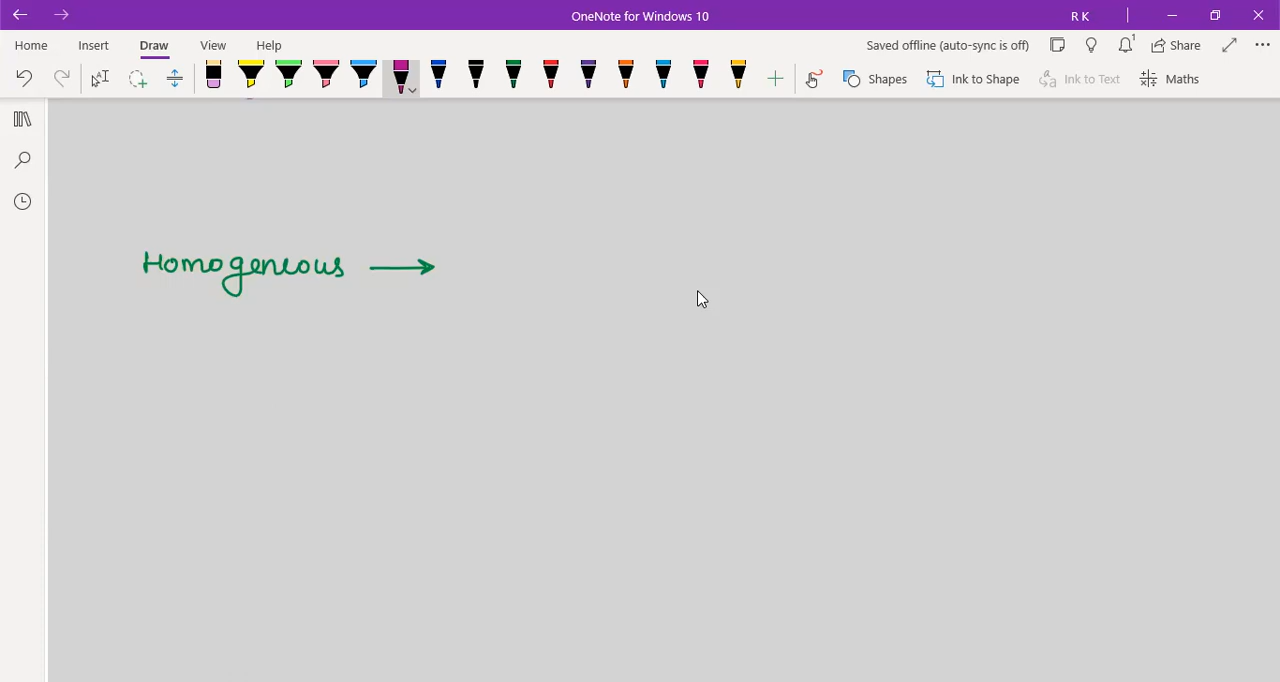 OneNote for Windows 10
R K
Home Insert Draw View Help
Saved offline (auto-sync is off)
1
Share
Shapes
Ink to Shape
Ink to Text
Maths
Homogeneous →